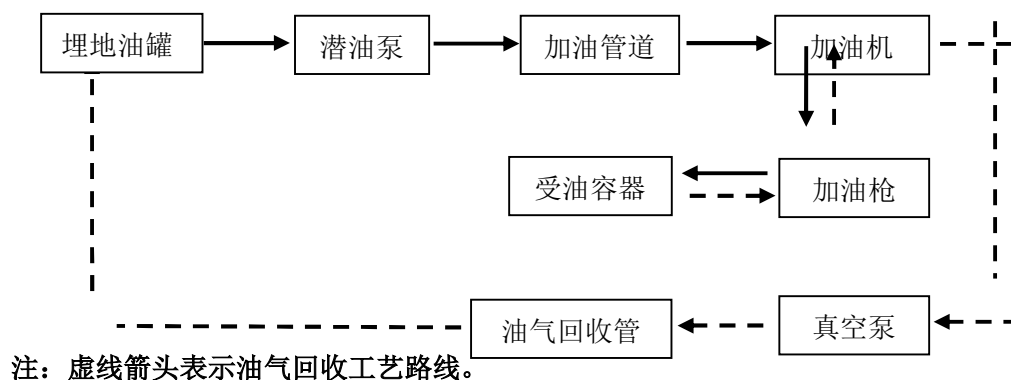 埋地油罐
潜油泵
加油管道
加油机
受油容器
加油枪
油气回收管
真空泵
注：虚线箭头表示油气回收工艺路线。